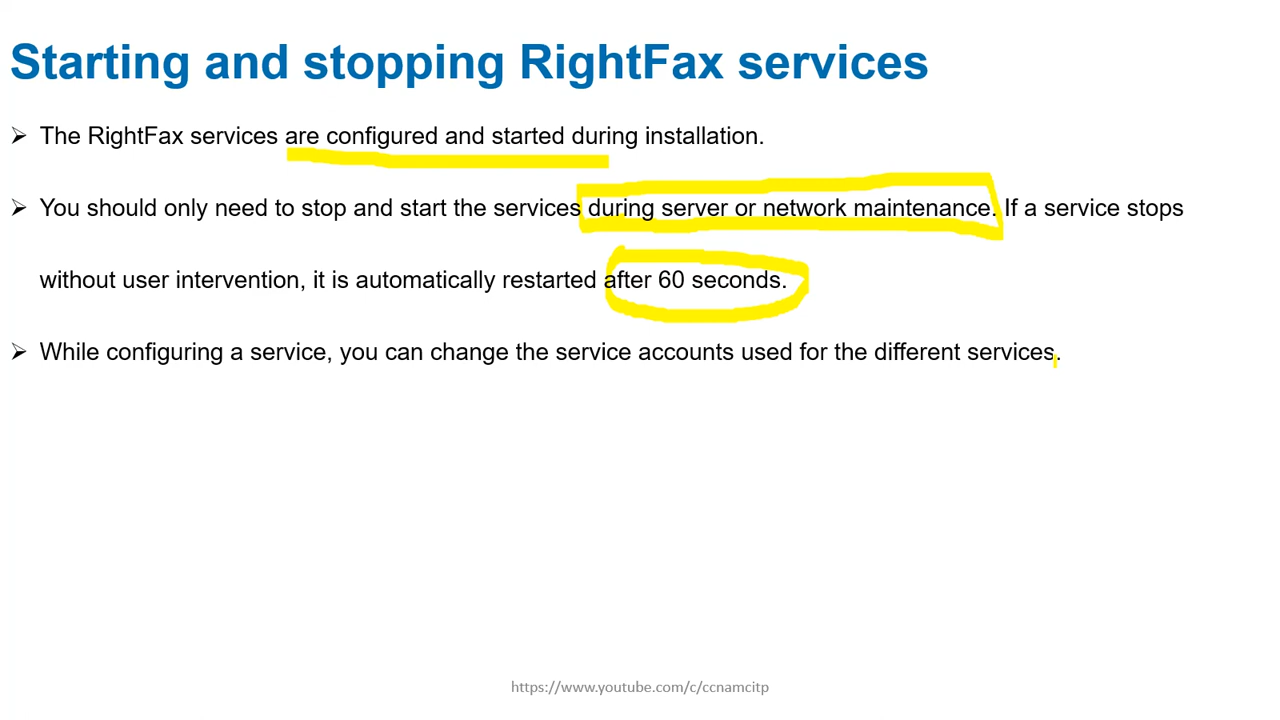 Starting and stopping RightFax services
➢ The RightFax services are configured and started during installation.
➢ You should only need to stop and start the services during server or network maintenance. If a service stops
without user intervention, it is automatically restarted after 60 seconds.
➢ While configuring a service, you can change the service accounts used for the different services.
https://www.youtube.com/c/ccnamcitp